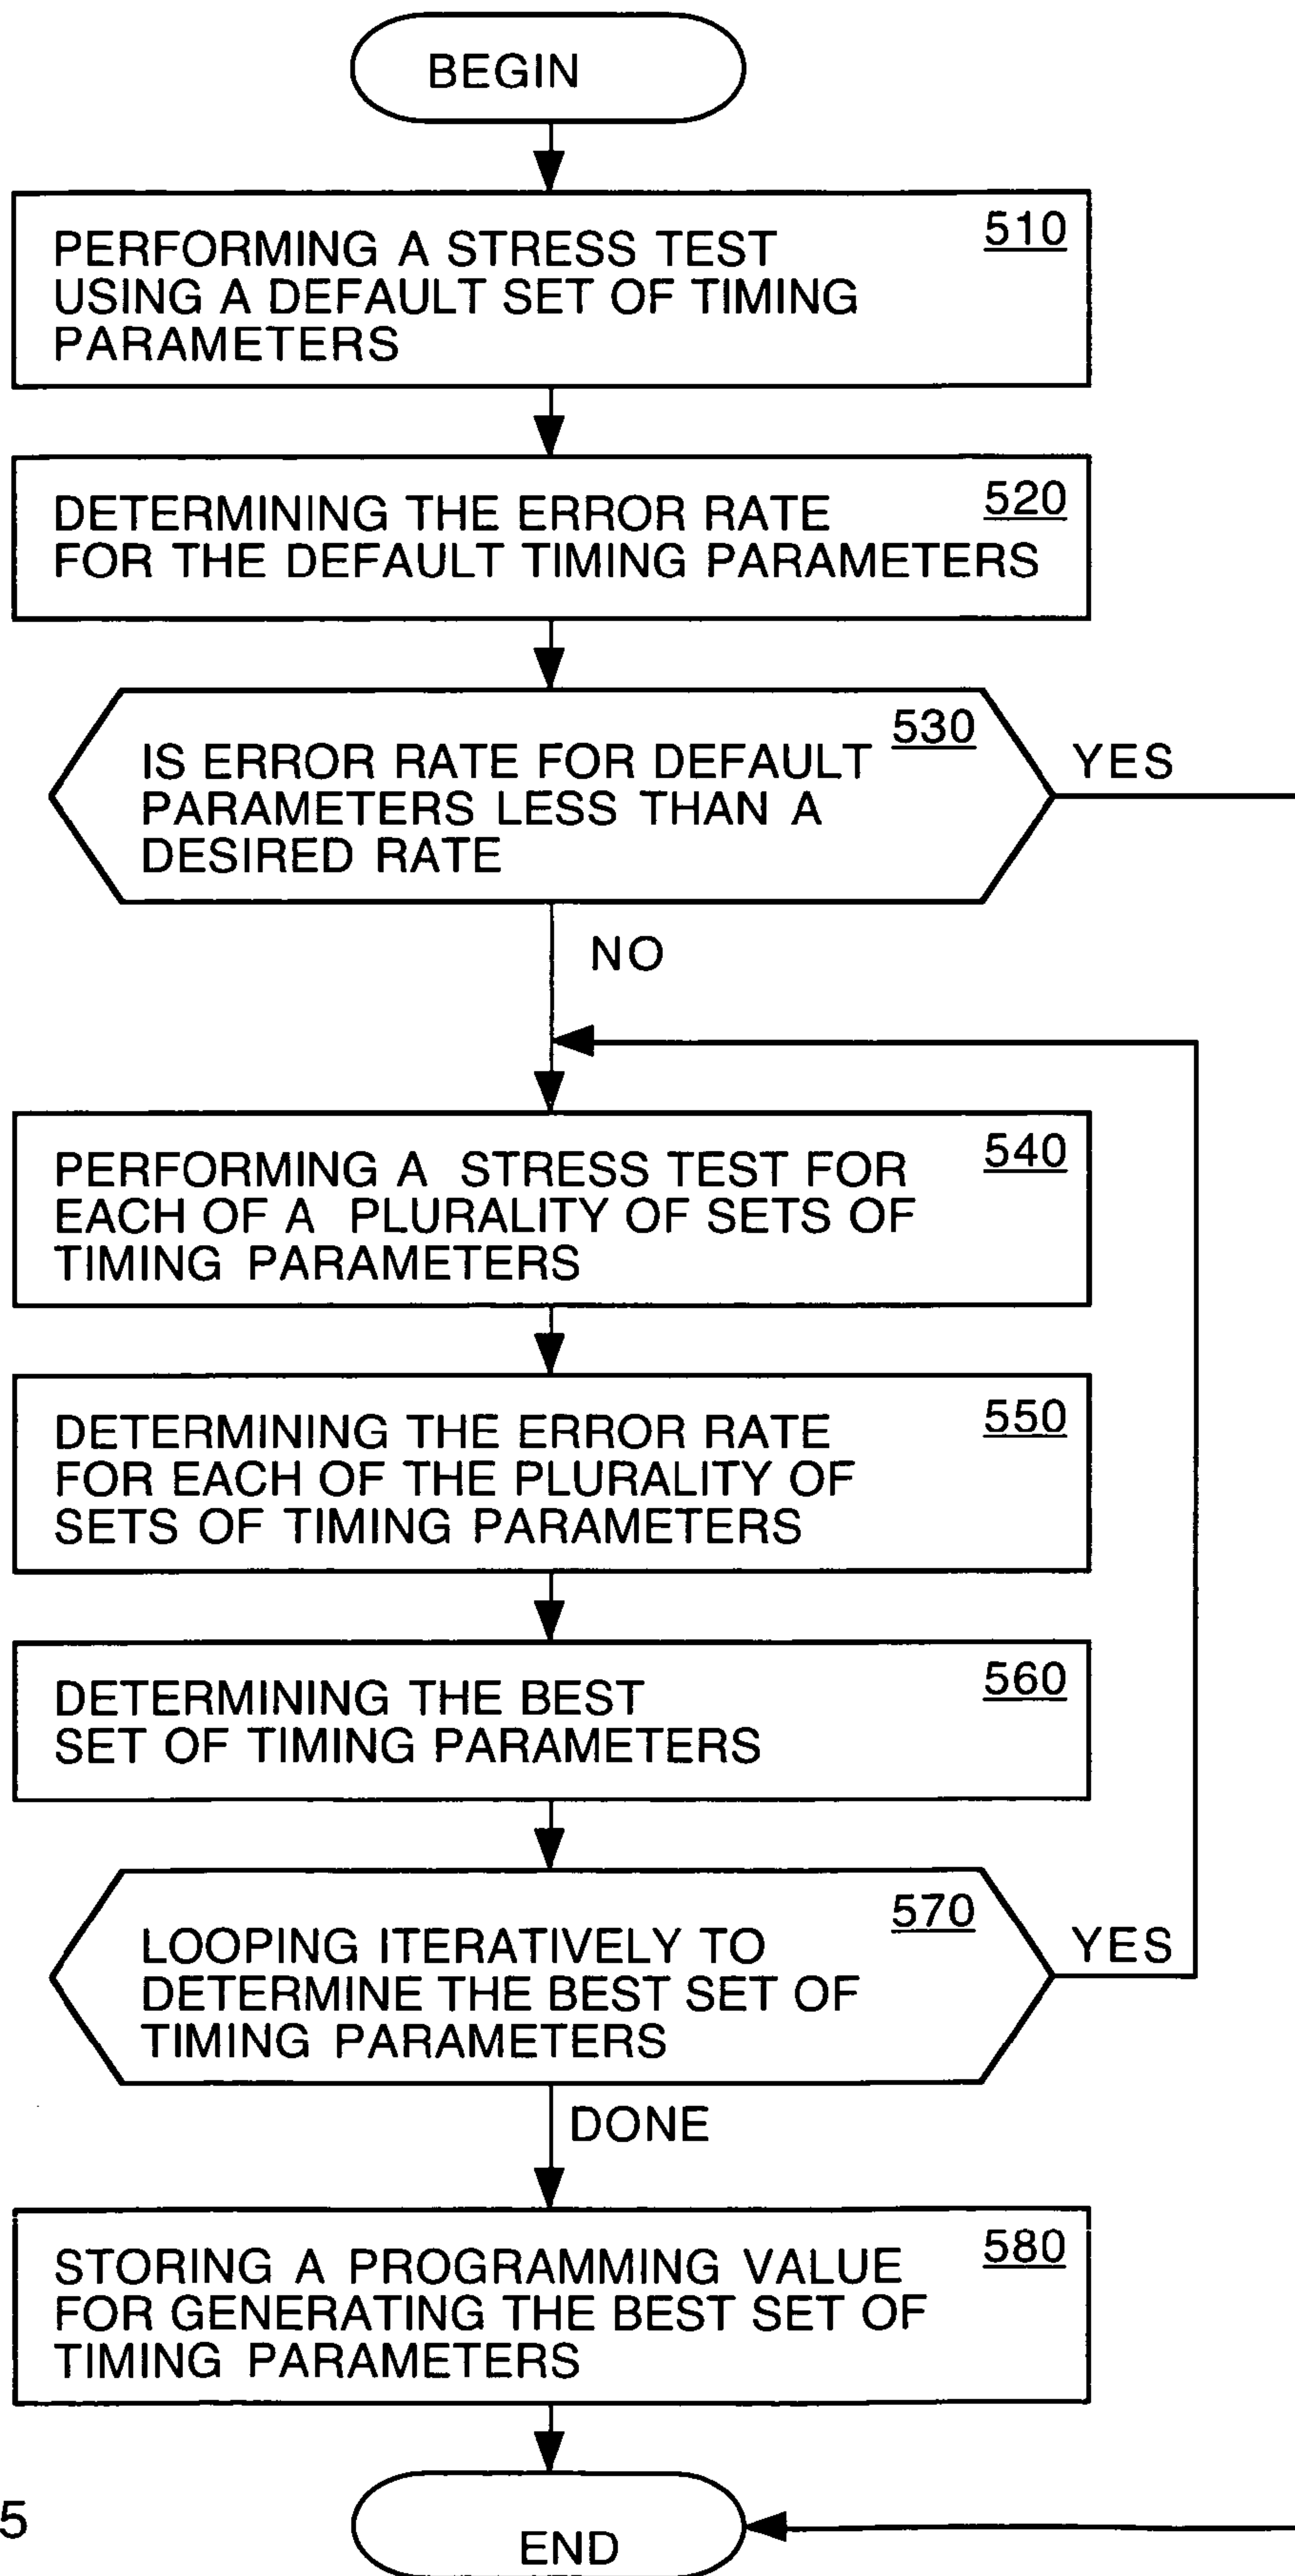 BEGIN
510
PERFORMING A STRESS TEST
USING A DEFAULT SET OF TIMING
PARAMETERS
520
DETERMINING THE ERROR RATE
FOR THE DEFAULT TIMING PARAMETERS
530
IS ERROR RATE FOR DEFAULT
PARAMETERS LESS THAN A
DESIRED RATE
YES
NO
540
PERFORMING A STRESS TEST FOR
EACH OF A PLURALITY OF SETS OF
TIMING PARAMETERS
550
DETERMINING THE ERROR RATE
FOR EACH OF THE PLURALITY OF
SETS OF TIMING PARAMETERS
560
DETERMINING THE BEST
SET OF TIMING PARAMETERS
570
LOOPING ITERATIVELY TO
DETERMINE THE BEST SET OF
TIMING PARAMETERS
YES
DONE
580
STORING A PROGRAMMING VALUE
FOR GENERATING THE BEST SET OF
TIMING PARAMETERS
5
END